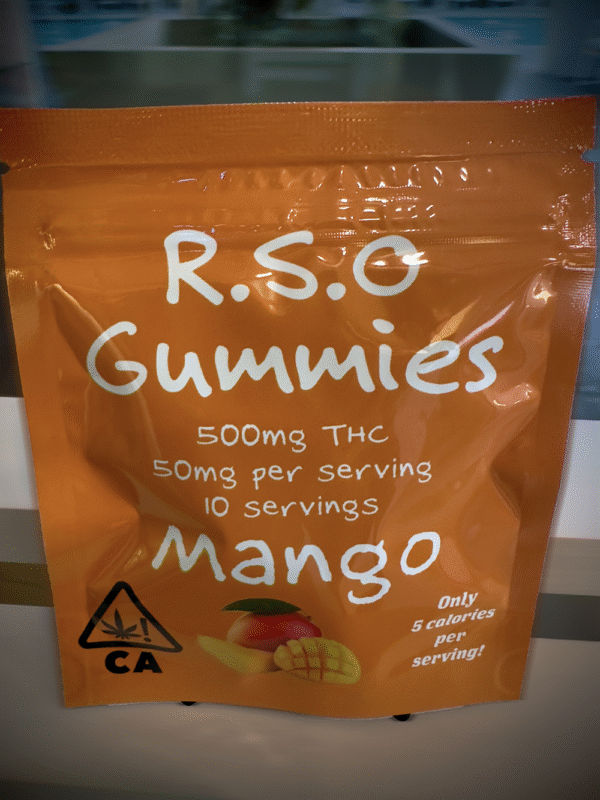 R.S.O
Gummies
500mg THC
50mg per serving
10 servings
Mango
Only
5 calories
per
serving!
!
CA